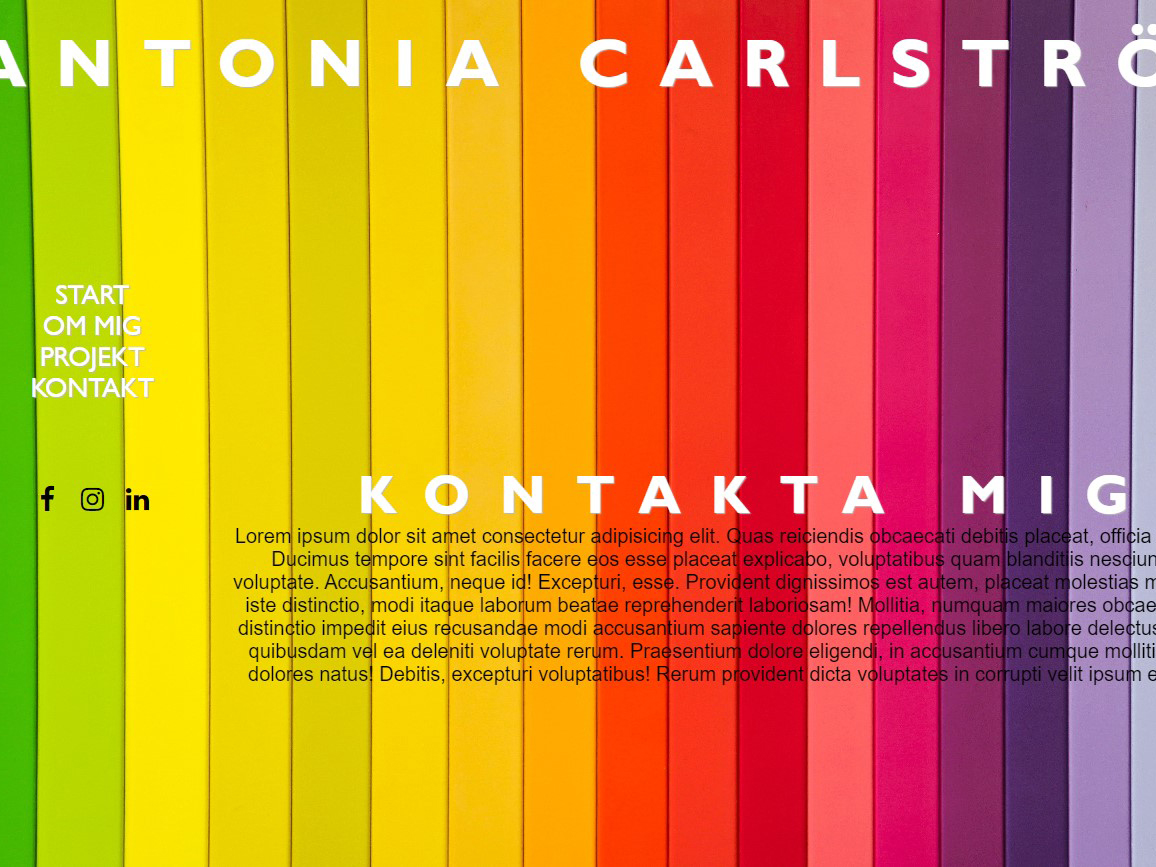 ANTONIA CARLSTRÖ
START
OM MIG
PROJEKT
KONTAKT
KONTAKTA MIG
Lorem ipsum dolor sit amet consectetur adipisicing elit. Quas reiciendis obcaecati debitis placeat, officia
Ducimus tempore sint facilis facere eos esse placeat explicabo, voluptatibus quam blanditiis nesciun
voluptate. Accusantium, neque id! Excepturi, esse. Provident dignissimos est autem, placeat molestias m
iste distinctio, modi itaque laborum beatae reprehenderit laboriosam! Mollitia, numquam maiores obcae
distinctio impedit eius recusandae modi accusantium sapiente dolores repellendus libero labore delectus
quibusdam vel ea deleniti voluptate rerum. Praesentium dolore eligendi, in accusantium cumque molliti
dolores natus! Debitis, excepturi voluptatibus! Rerum provident dicta voluptates in corrupti velit ipsum e